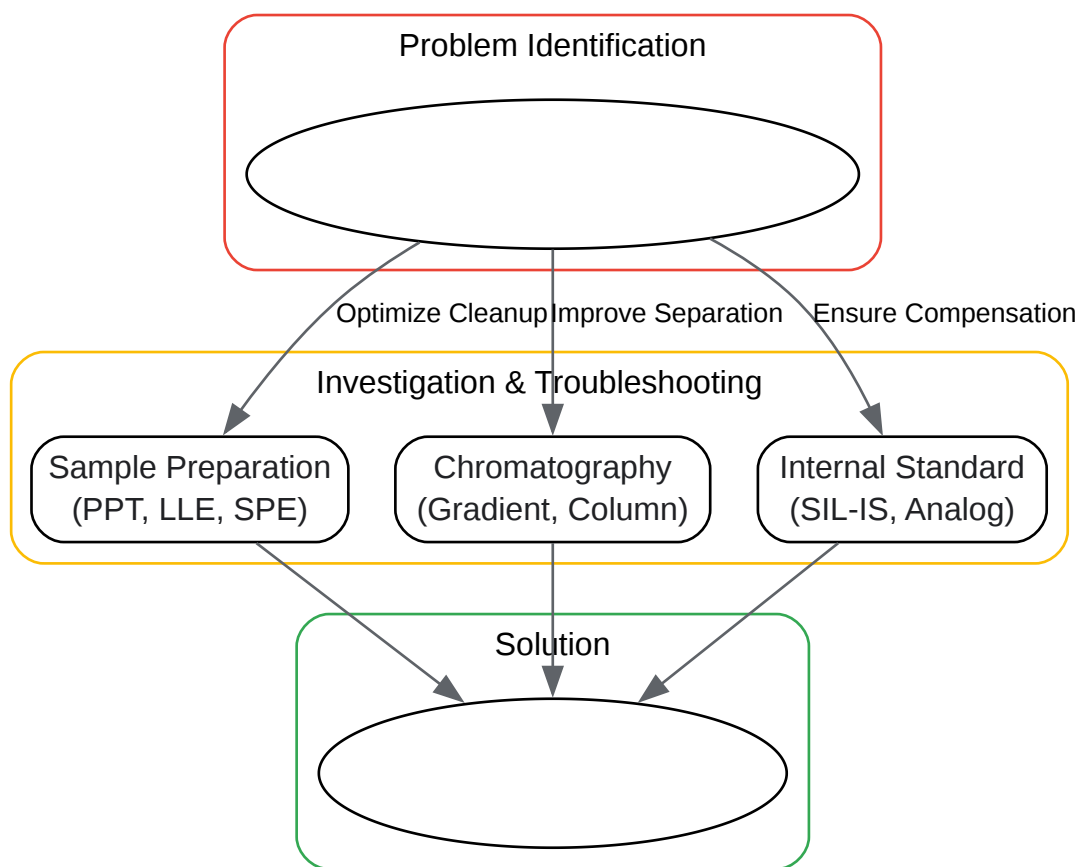 Problem Identification
Optimize Cleanup
Improve Separation
Ensure Compensation
Investigation & Troubleshooting
Sample Preparation
(PPT, LLE, SPE)
Chromatography
(Gradient, Column)
Internal Standard
(SIL-IS, Analog)
Solution